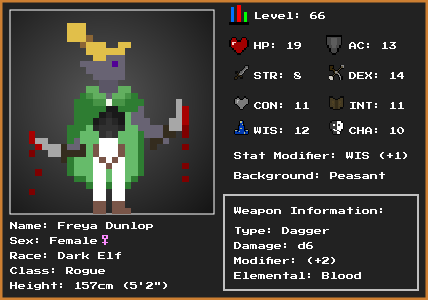 Level: 66
HP: 19
AC: 13
STR: 8
DEX: 14
CON: 11
INT: 11
WIS: 12
CHA: 10
Stat Modifier: WIS (+1)
Background: Peasant
Weapon Information:
Type: Dagger
Damage: d6
Modifier: (+2)
Elemental: Blood
Name: Freya Dunlop
Sex: Female♀
Race: Dark Elf
Class: Rogue
Height: 157cm (5'2")